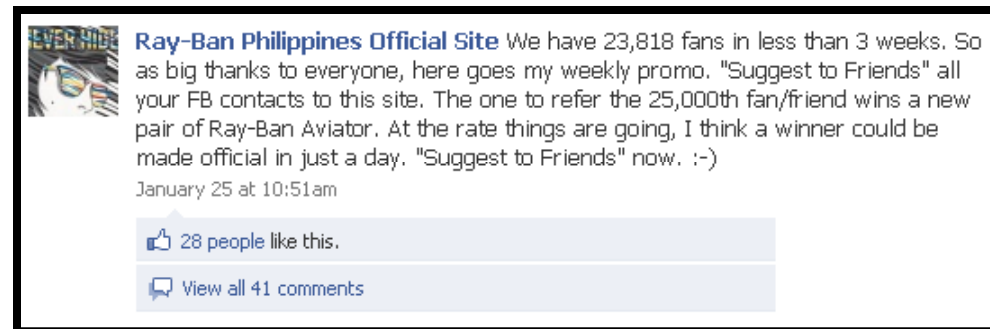 NEVER HIDE
Ray-Ban Philippines Official Site We have 23,818 fans in less than 3 weeks. So
as big thanks to everyone, here goes my weekly promo. "Suggest to Friends" all
your FB contacts to this site. The one to refer the 25,000th fan/friend wins a new
pair of Ray-Ban Aviator. At the rate things are going, I think a winner could be
made official in just a day. "Suggest to Friends" now. :-)
January 25 at 10:51am
28 people like this.
View all 41 comments